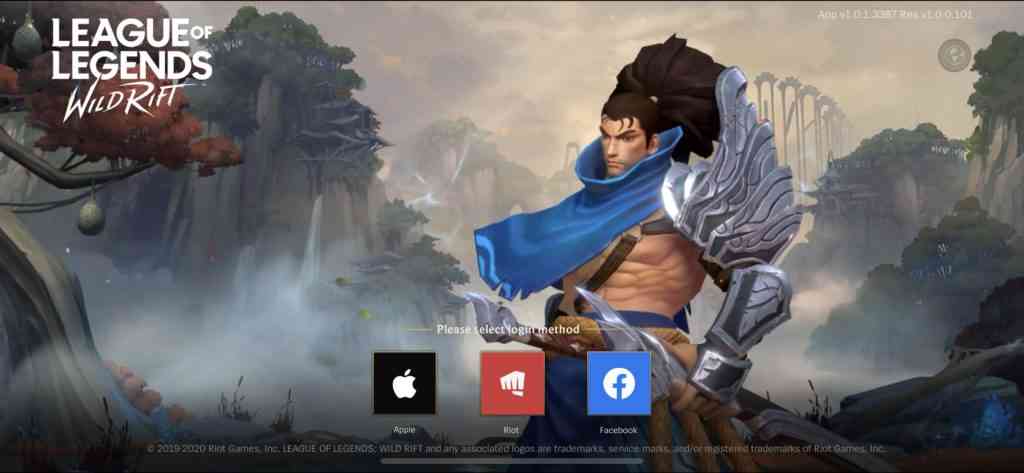 App v1.0.1.3387 Res v1.0.0.101
LEAGUE OF
LEGENDS
WILD RIFT
Please select login method
Apple
Riot
Facebook
© 2019-2020 Riot Games, Inc. LEAGUE OF LEGENDS: WILD RIFT and any associated logos are trademarks, service marks, and/or registered trademarks of Riot Games, Inc.